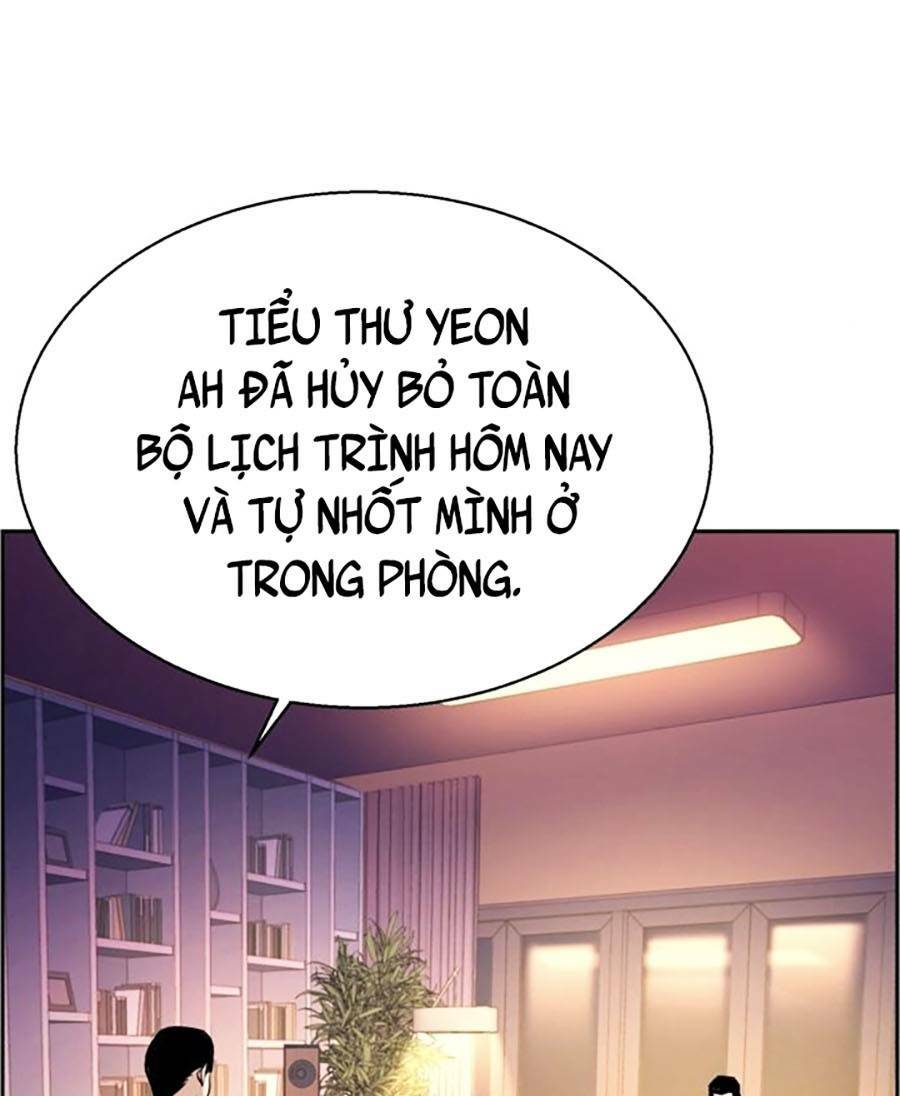 TIỂU THƯ YEON
AH ĐÃ HỦY BỎ TOÀN
BỘ LỊCH TRÌNH HÔM NAY
VÀ TỰ NHỐT MÌNH Ở
TRONG PHÒNG.